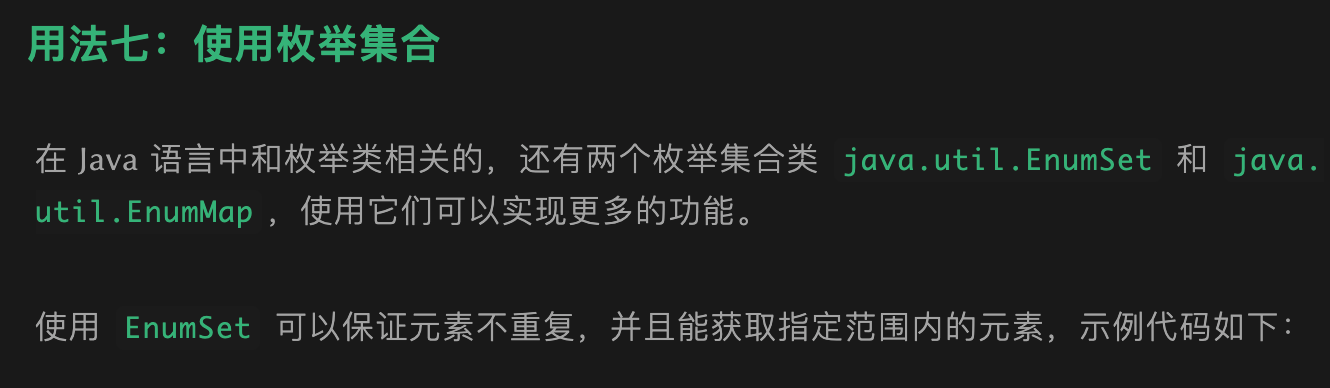 用法七：使用枚举集合
在 Java 语言中和枚举类相关的，还有两个枚举集合类 java.util.EnumSet 和 java.
util.EnumMap，使用它们可以实现更多的功能。
使用 EnumSet 可以保证元素不重复，并且能获取指定范围内的元素，示例代码如下：